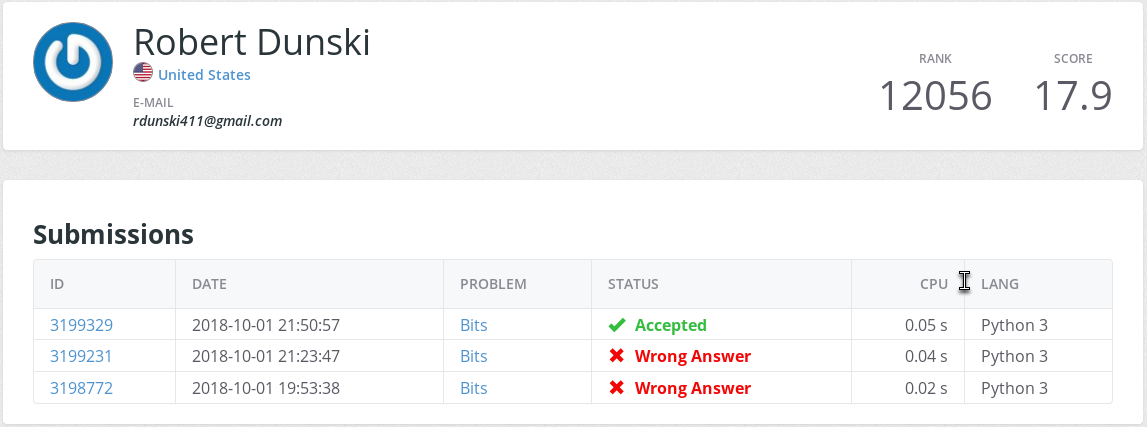 Robert Dunski
United States
E-MAIL
rdunski411@gmail.com
RANK
12056
SCORE
17.9
Submissions
ID DATE PROBLEM STATUS CPU LANG
3199329 2018-10-01 21:50:57 Bits Accepted 0.05 s Python 3
3199231 2018-10-01 21:23:47 Bits Wrong Answer 0.04 s Python 3
3198772 2018-10-01 19:53:38 Bits Wrong Answer 0.02 s Python 3